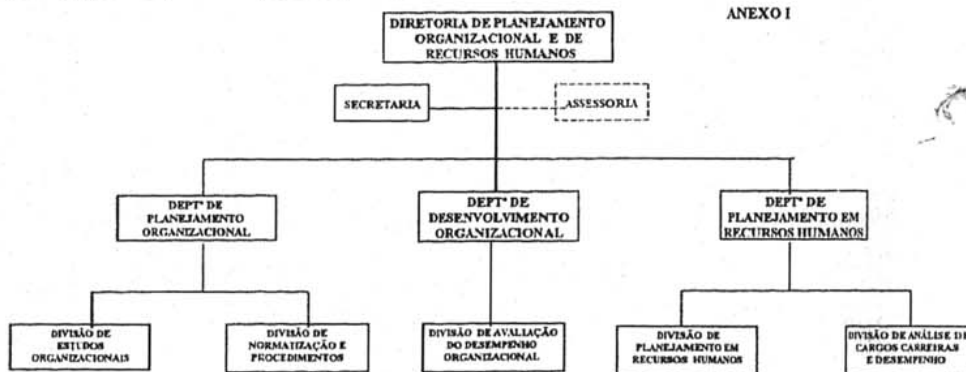 ANEXO I
DIRETORIA DE PLANEJAMENTO
ORGANIZACIONAL E DE
RECURSOS HUMANOS
SECRETARIA
ASSESSORIA
DEPTº DE
PLANEJAMENTO
ORGANIZACIONAL
DEPTº DE
DESENVOLVIMENTO
ORGANIZACIONAL
DEPTº DE
PLANEJAMENTO EM
RECURSOS HUMANOS
DIVISÃO DE
ESTUDOS
ORGANIZACIONAIS
DIVISÃO DE
NORMATIZAÇÃO E
PROCEDIMENTOS
DIVISÃO DE AVALIAÇÃO
DO DESEMPENHO
ORGANIZACIONAL
DIVISÃO DE
PLANEJAMENTO EM
RECURSOS HUMANOS
DIVISÃO DE ANÁLISE DE
CARGOS CARREIRAS
E DESEMPENHO